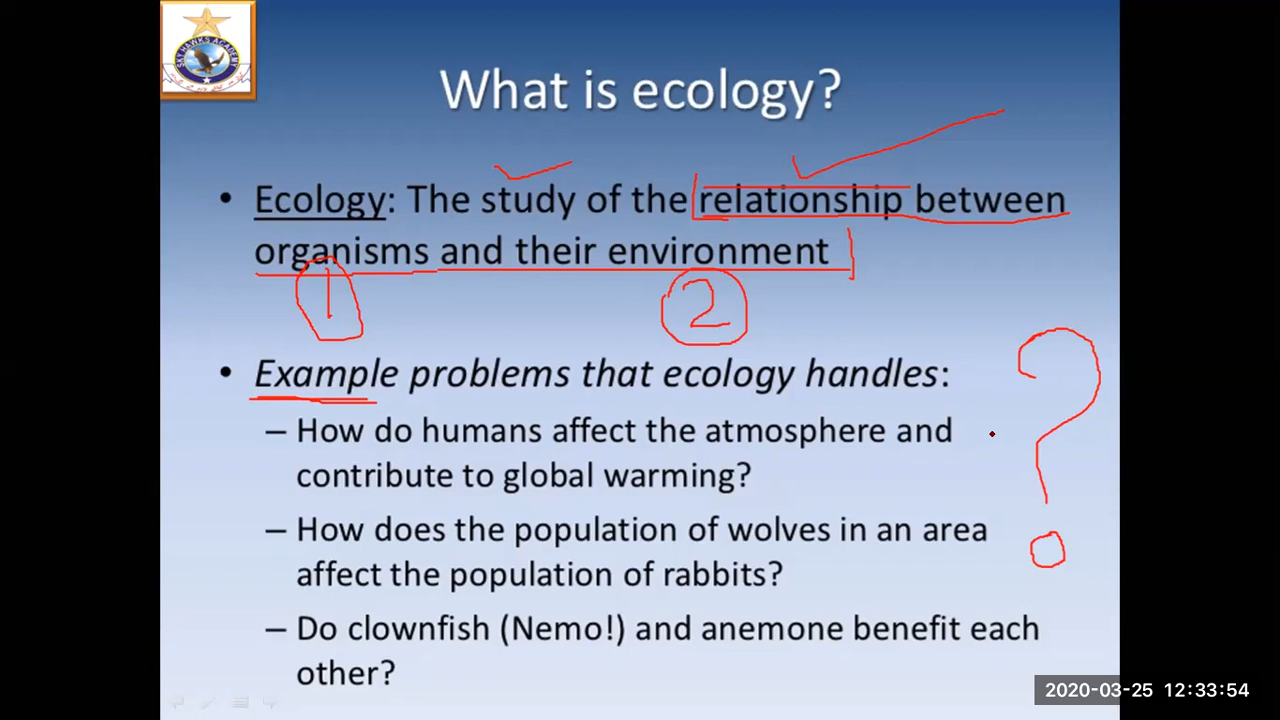 SKY HAWKS ACADEMY
What is ecology?
• Ecology: The study of the relationship between
organisms and their environment
1 2
• Example problems that ecology handles:
– How do humans affect the atmosphere and
contribute to global warming?
– How does the population of wolves in an area
affect the population of rabbits?
– Do clownfish (Nemo!) and anemone benefit each
other?
?
2020-03-25 12:33:54